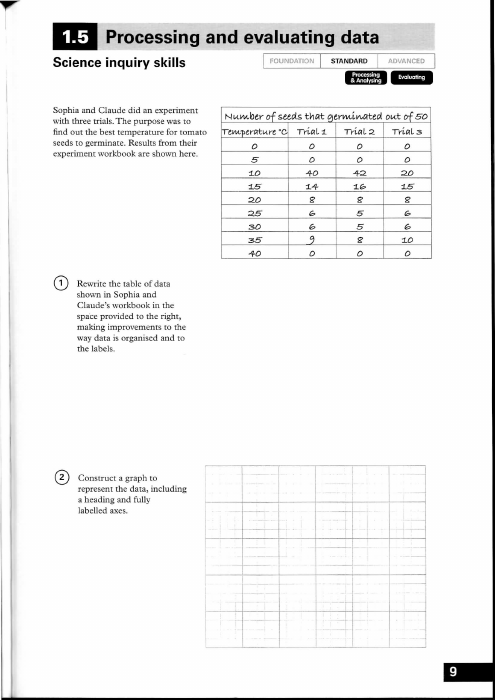 1.5 Processing and evaluating data
Science inquiry skills
FOUNDATION STANDARD ADVANCED
Processing & Analysing Evaluating
Sophia and Claude did an experiment
with three trials. The purpose was to
find out the best temperature for tomato
seeds to germinate. Results from their
experiment workbook are shown here.
Number of seeds that germinated out of 50
Temperature °C Trial 1 Trial 2 Trial 3
0 0 0 0
5 0 0 0
10 40 42 20
15 14 16 15
20 8 8 8
25 6 5 6
30 6 5 6
35 9 8 10
40 0 0 0
1 Rewrite the table of data
shown in Sophia and
Claude's workbook in the
space provided to the right,
making improvements to the
way data is organised and to
the labels.
2 Construct a graph to
represent the data, including
a heading and fully
labelled axes.
9